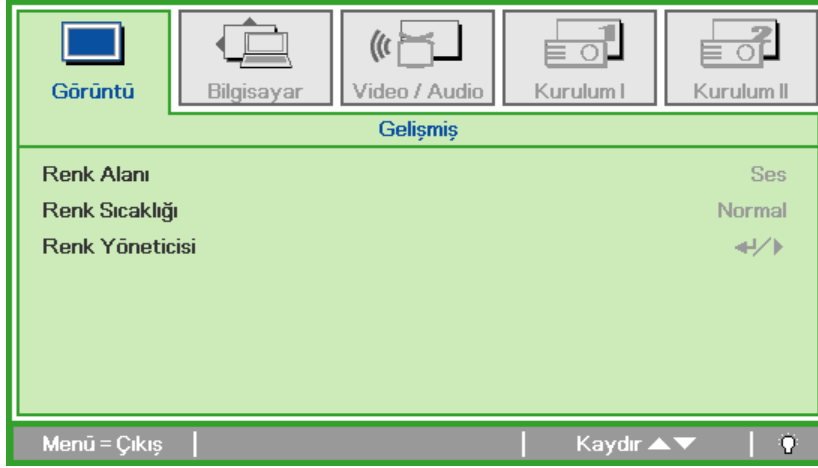 Görüntü
Bilgisayar
Video / Audio
Kurulum I
Kurulum II
Gelişmiş
Renk Alanı Ses
Renk Sıcaklığı Normal
Renk Yöneticisi
Menü = Çıkış Kaydır